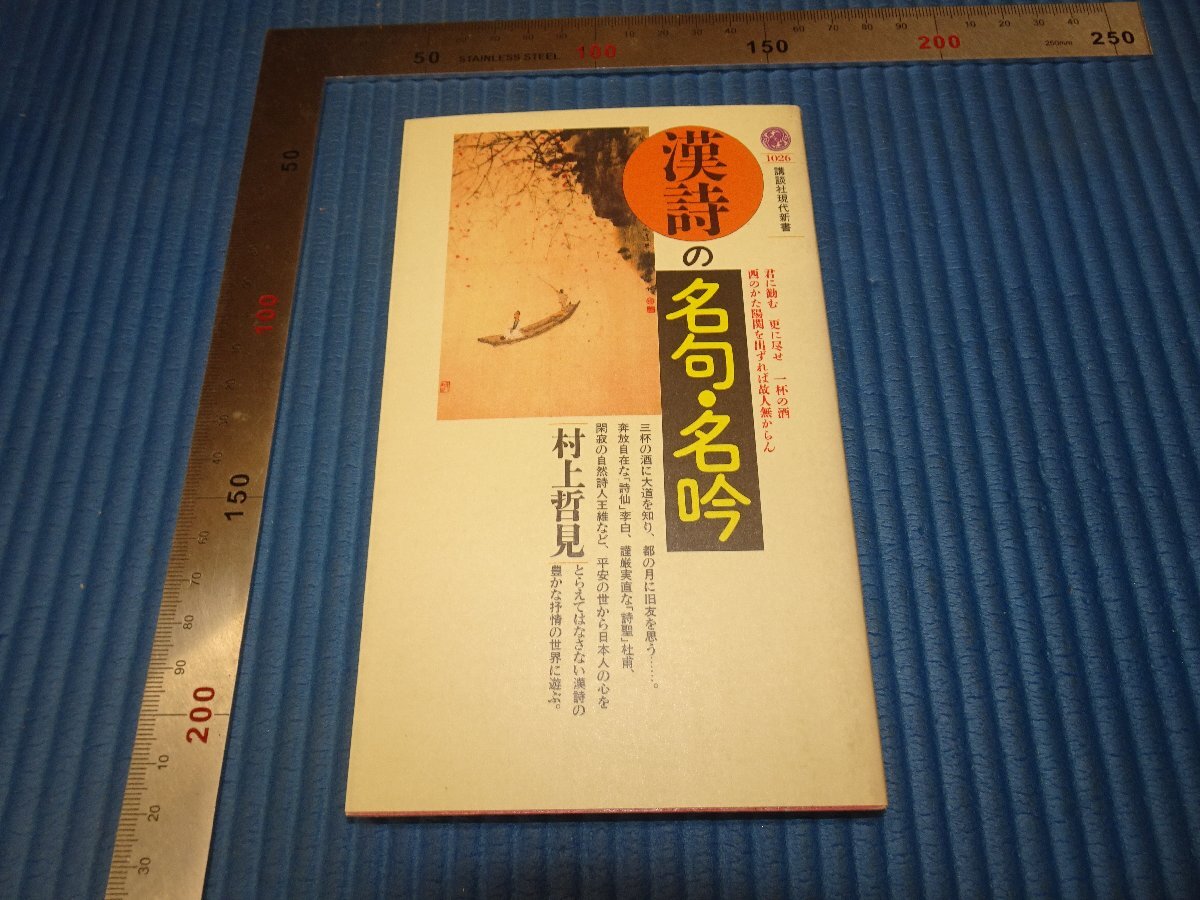 1026
講談社現代新書
漢詩
の
名句・名吟
君に勧む 更に尽せ 一杯の酒
西のかた陽関を出ずれば故人無からん
三杯の酒に大道を知り、都の月に旧友を思う……。
奔放自在な「詩仙」李白、謹厳実直な「詩聖」杜甫、
閑寂の自然詩人王維など、平安の世から日本人の心を
とらえてはなさない漢詩の
豊かな抒情の世界に遊ぶ。
村上哲見
50 STAINLESS STEEL 100 150 200 250
50
100
150
200